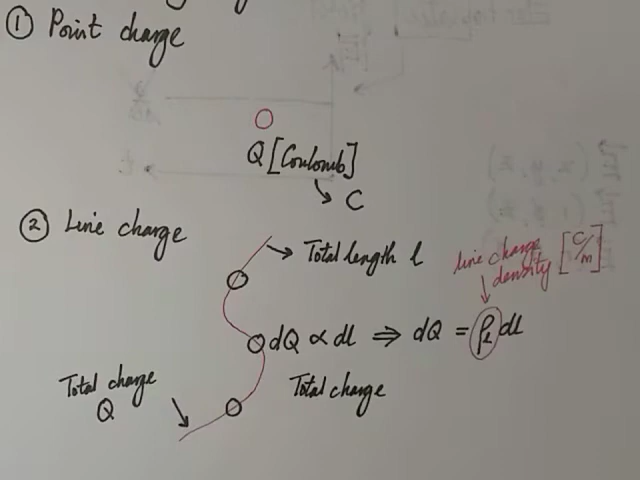 ① Point charge
Q [Coulomb]
C
② Line charge
Total length l
line charge
density [C/m]
dQ ∝ dl ⇒ dQ = ρₗ dl
Total charge
Q
Total charge